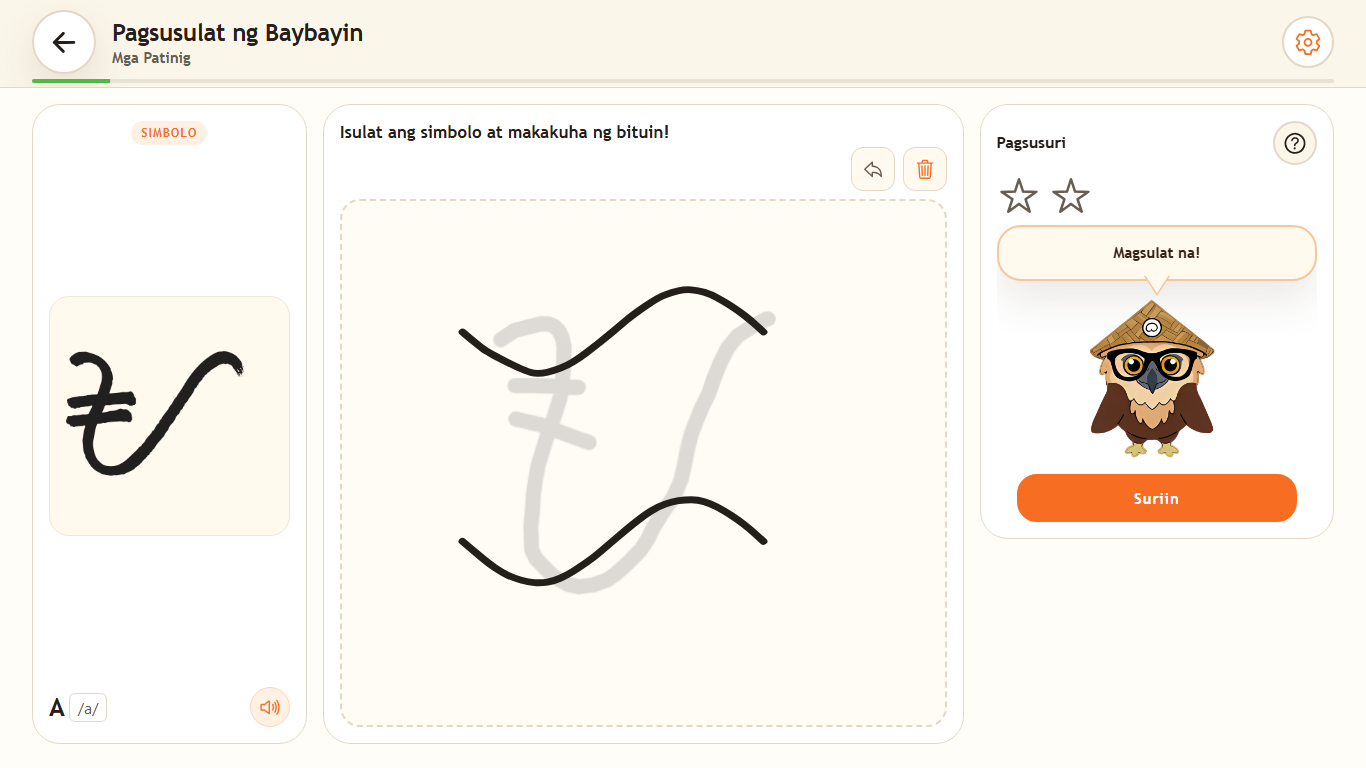 Pagsusulat ng Baybayin
Mga Patinig
SIMBOLO
ᜀ
A /a/
Isulat ang simbolo at makakuha ng bituin!
ᜀ
Pagsusuri
Magsulat na!
Suriin